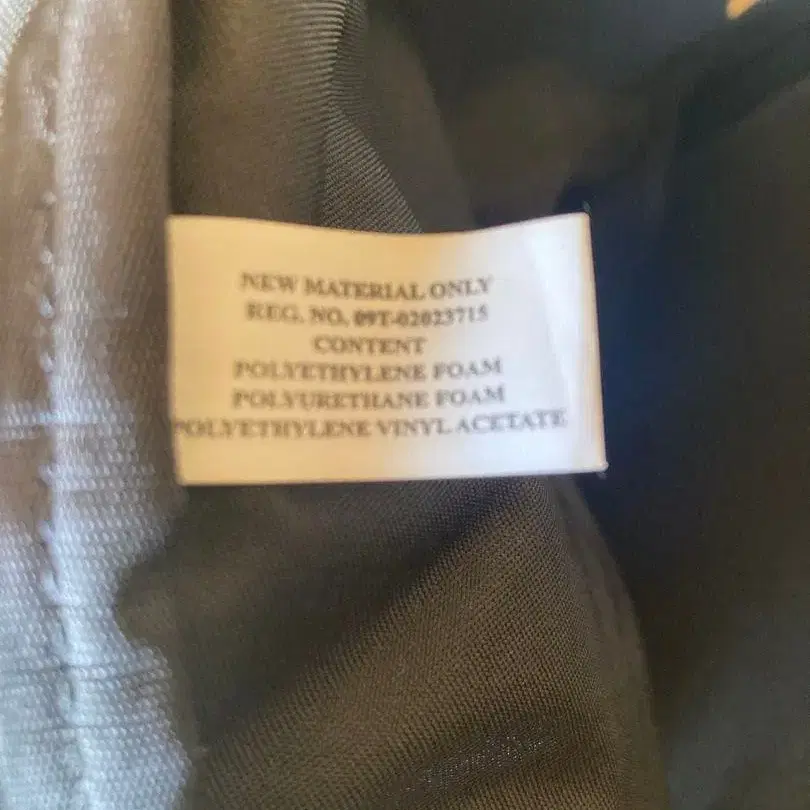 NEW MATERIAL ONLY
REG. NO. 09T-02023715
CONTENT
POLYETHYLENE FOAM
POLYURETHANE FOAM
POLYETHYLENE VINYL ACETATE